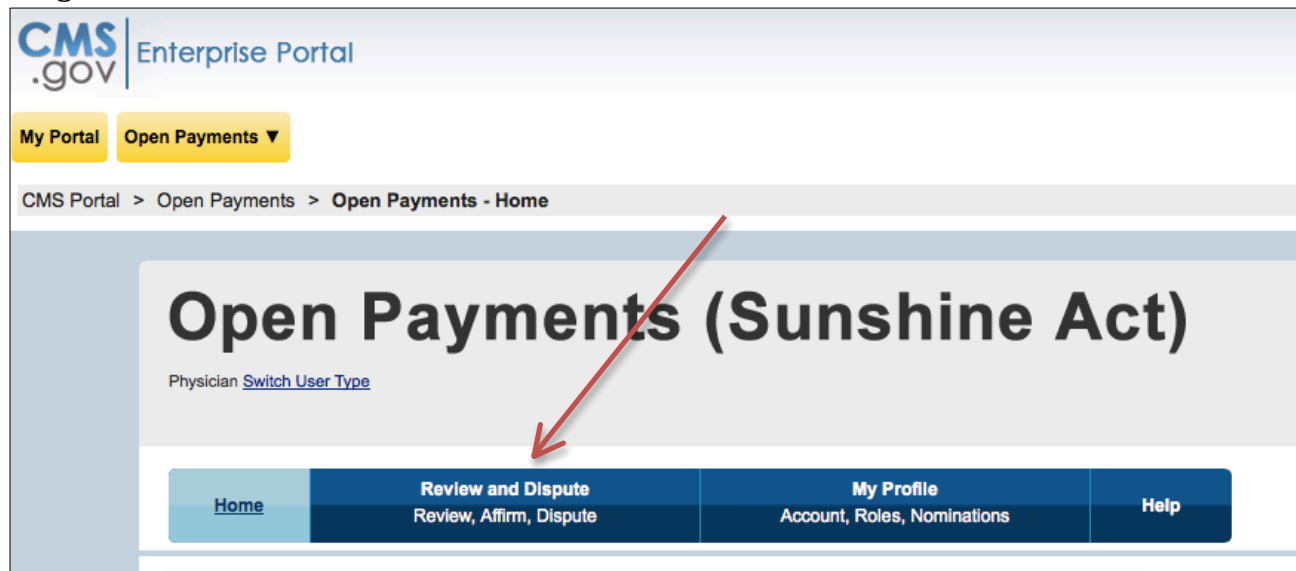 CMS
.gov
Enterprise Portal
My Portal
Open Payments ▼
CMS Portal > Open Payments > Open Payments - Home
Open Payments (Sunshine Act)
Physician Switch User Type
Home
Review and Dispute
Review, Affirm, Dispute
My Profile
Account, Roles, Nominations
Help